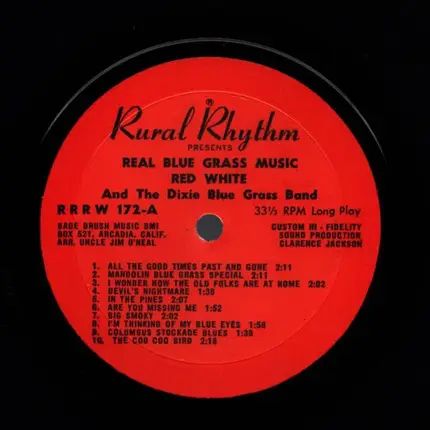 ®
Rural Rhythm
PRESENTS
REAL BLUE GRASS MUSIC
RED WHITE
And The Dixie Blue Grass Band
RRRW 172-A 33⅓ RPM Long Play
SAGE BRUSH MUSIC BMI
BOX 521, ARCADIA, CALIF.
ARR. UNCLE JIM O'NEAL
CUSTOM HI - FIDELITY
SOUND PRODUCTION
CLARENCE JACKSON
1. ALL THE GOOD TIMES PAST AND GONE 2:11
2. MANDOLIN BLUE GRASS SPECIAL 2:11
3. I WONDER HOW THE OLD FOLKS ARE AT HOME 2:02
4. DEVIL'S NIGHTMARE 1:38
5. IN THE PINES 2:07
6. ARE YOU MISSING ME 1:52
7. BIG SMOKY 2:02
8. I'M THINKING OF MY BLUE EYES 1:58
9. COLUMBUS STOCKADE BLUES 1:39
10. THE COO COO BIRD 2:18